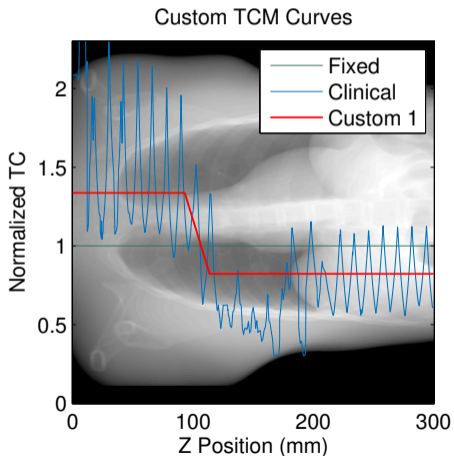 Custom TCM Curves
Fixed
Clinical
Custom 1
Normalized TC
2
1.5
1
0.5
0
0
100
200
300
Z Position (mm)